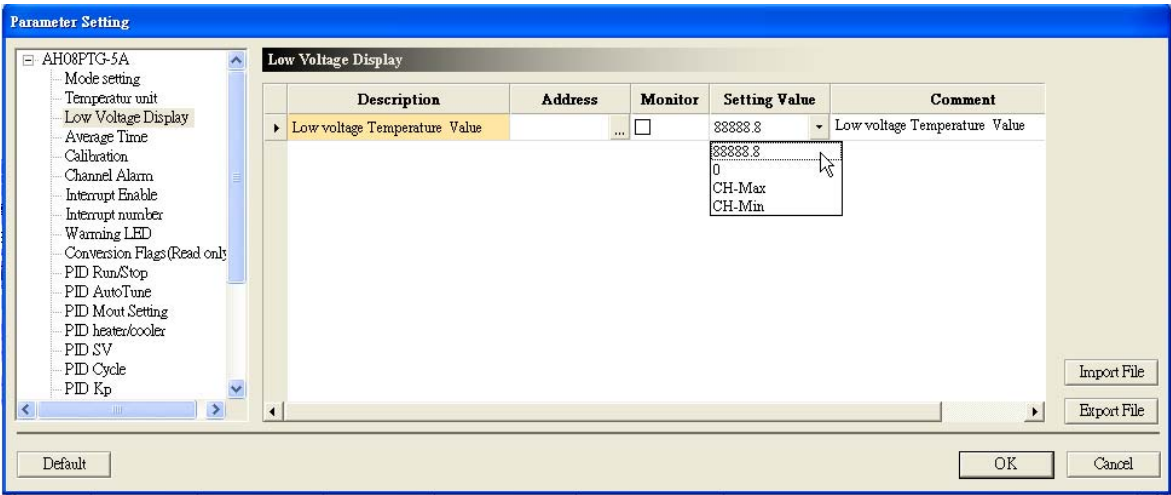 Parameter Setting
AH08PTG-5A
Mode setting
Temperatur unit
Low Voltage Display
Average Time
Calibration
Channel Alarm
Interrupt Enable
Interrupt number
Warming LED
Conversion Flags(Read only
PID Run/Stop
PID AutoTune
PID Mout Setting
PID heater/cooler
PID SV
PID Cycle
PID Kp
Low Voltage Display
Description Address Monitor Setting Value Comment
Low voltage Temperature Value ... 88888.8 Low voltage Temperature Value
88888.8
0
CH-Max
CH-Min
Import File
Export File
Default OK Cancel